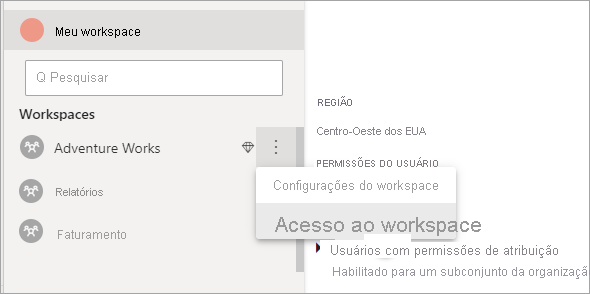 Meu workspace
Q Pesquisar
Workspaces
Adventure Works
Relatórios
Faturamento
Configurações do workspace
Acesso ao workspace
REGIÃO
Centro-Oeste dos EUA
PERMISSÕES DO USUÁRIO
Usuários com permissões de atribuição
Habilitado para um subconjunto da organizaçã